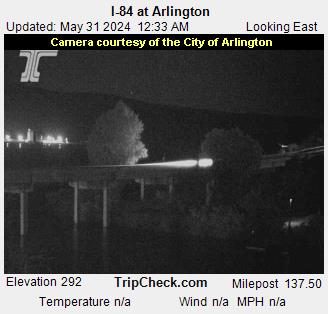 I-84 at Arlington
Updated: May 31 2024 12:33 AM Looking East
Camera courtesy of the City of Arlington
Elevation 292 TripCheck.com Milepost 137.50
Temperature n/a Wind n/a MPH n/a